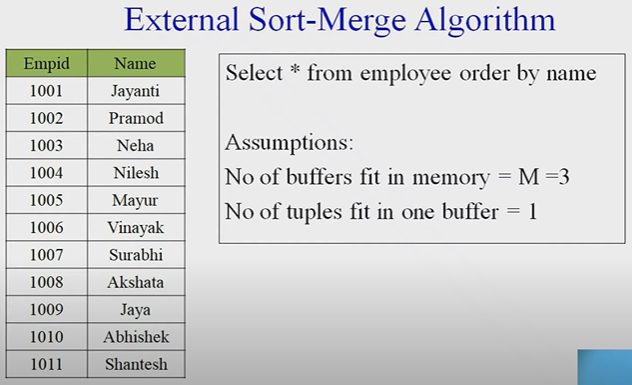 External Sort-Merge Algorithm
Empid Name
1001 Jayanti
1002 Pramod
1003 Neha
1004 Nilesh
1005 Mayur
1006 Vinayak
1007 Surabhi
1008 Akshata
1009 Jaya
1010 Abhishek
1011 Shantesh
Select * from employee order by name
Assumptions:
No of buffers fit in memory = M =3
No of tuples fit in one buffer = 1